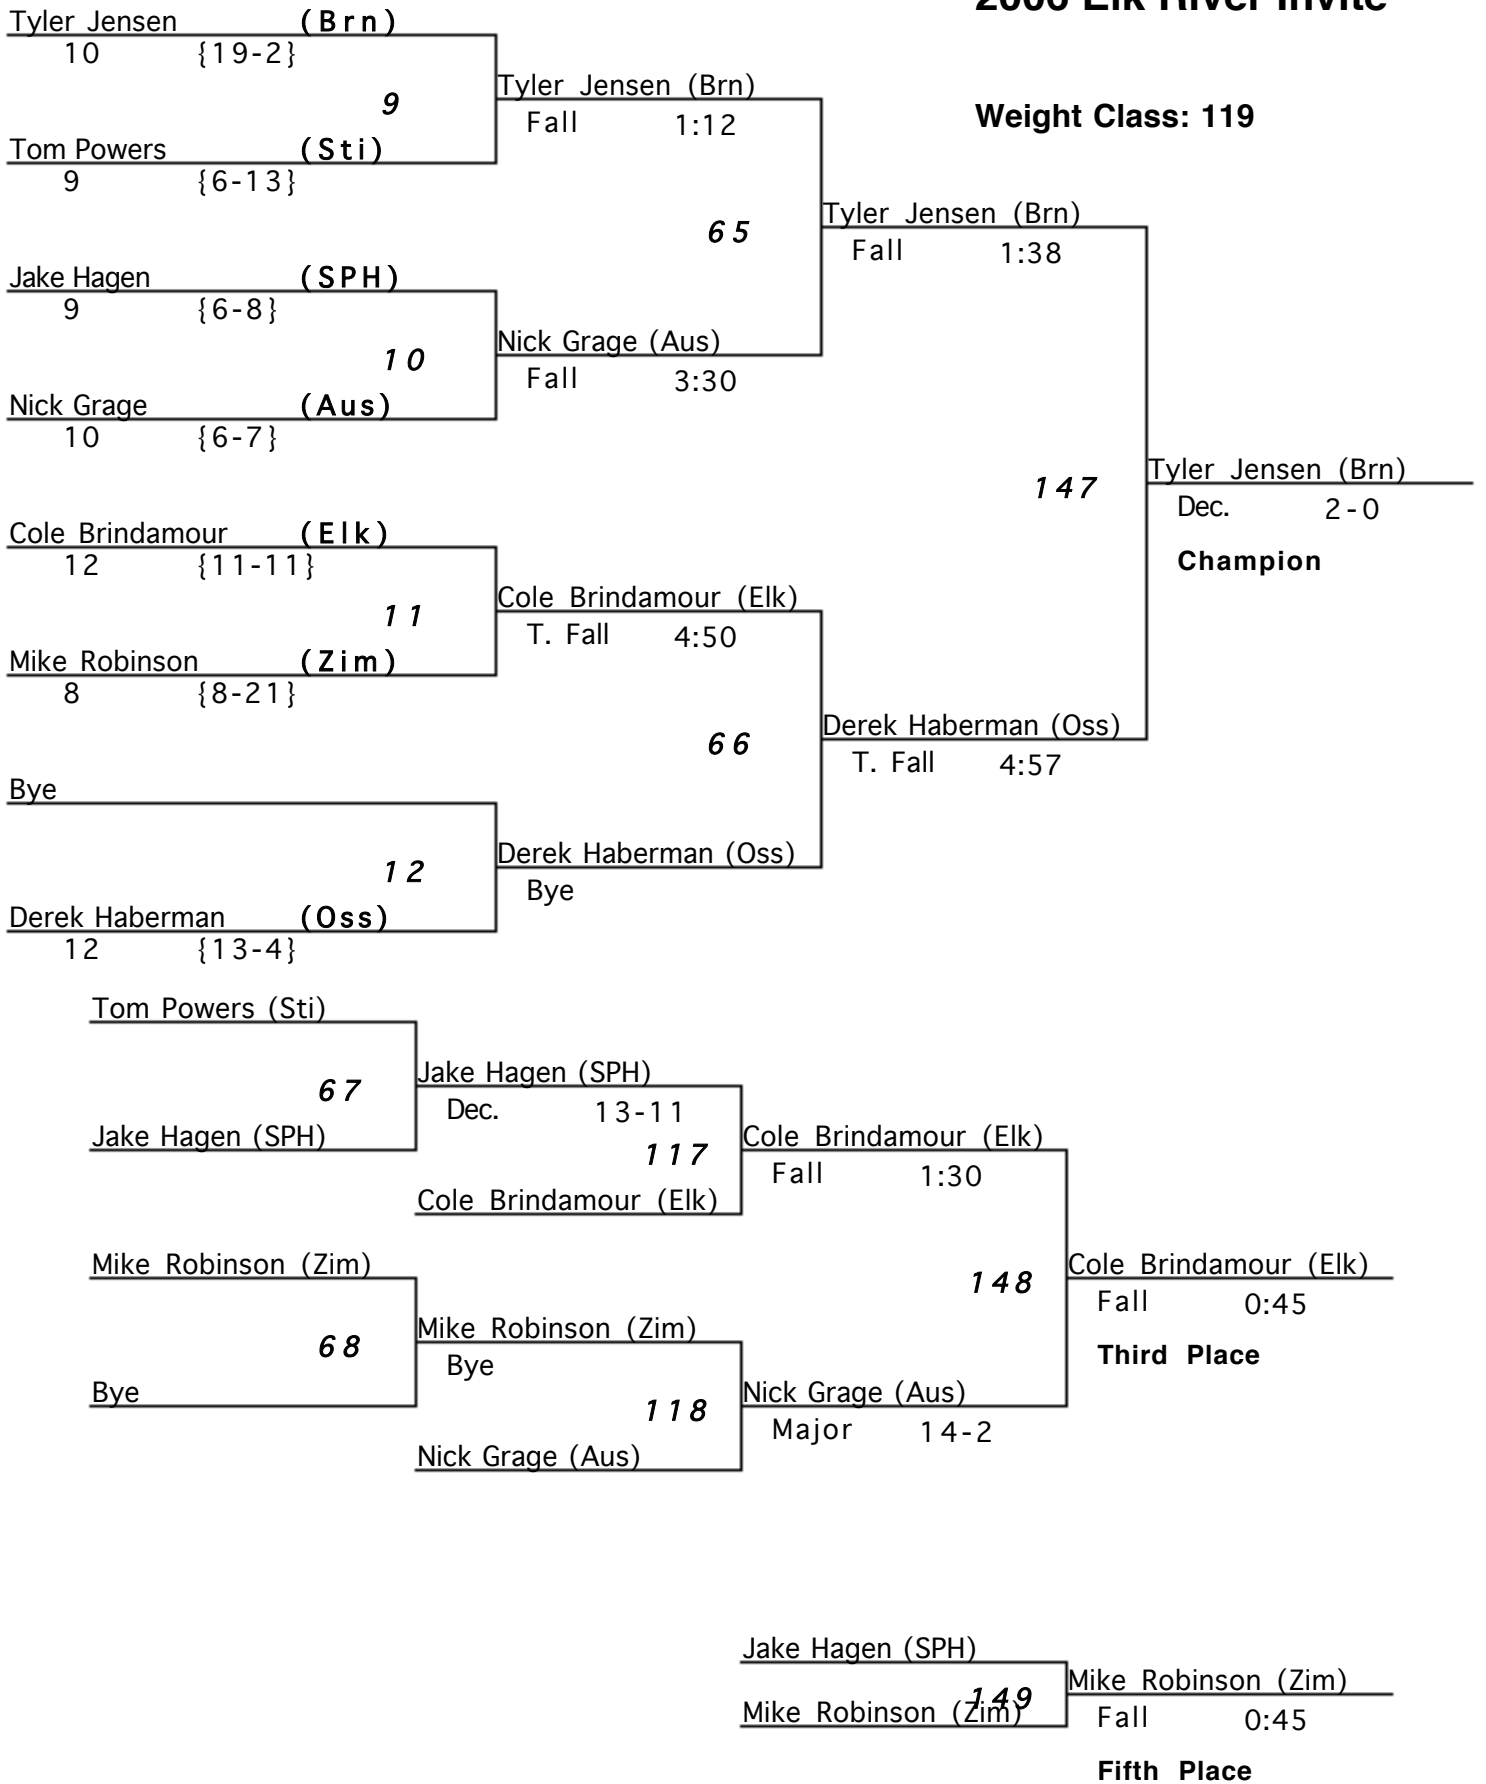 2006 Elk River Invite
Weight Class: 119
Tyler Jensen (Brn)
10 {19-2}
9
Tom Powers (Sti)
9 {6-13}
Tyler Jensen (Brn)
Fall 1:12
Jake Hagen (SPH)
9 {6-8}
10
Nick Grage (Aus)
10 {6-7}
Nick Grage (Aus)
Fall 3:30
65
Tyler Jensen (Brn)
Fall 1:38
Cole Brindamour (Elk)
12 {11-11}
11
Mike Robinson (Zim)
8 {8-21}
Cole Brindamour (Elk)
T. Fall 4:50
Bye
12
Derek Haberman (Oss)
12 {13-4}
Derek Haberman (Oss)
Bye
66
Derek Haberman (Oss)
T. Fall 4:57
147
Tyler Jensen (Brn)
Dec. 2-0
Champion
Tom Powers (Sti)
67
Jake Hagen (SPH)
Jake Hagen (SPH)
Dec. 13-11
117
Cole Brindamour (Elk)
Cole Brindamour (Elk)
Fall 1:30
Mike Robinson (Zim)
68
Bye
Mike Robinson (Zim)
Bye
118
Nick Grage (Aus)
Nick Grage (Aus)
Major 14-2
148
Cole Brindamour (Elk)
Fall 0:45
Third Place
Jake Hagen (SPH)
149
Mike Robinson (Zim)
Mike Robinson (Zim)
Fall 0:45
Fifth Place